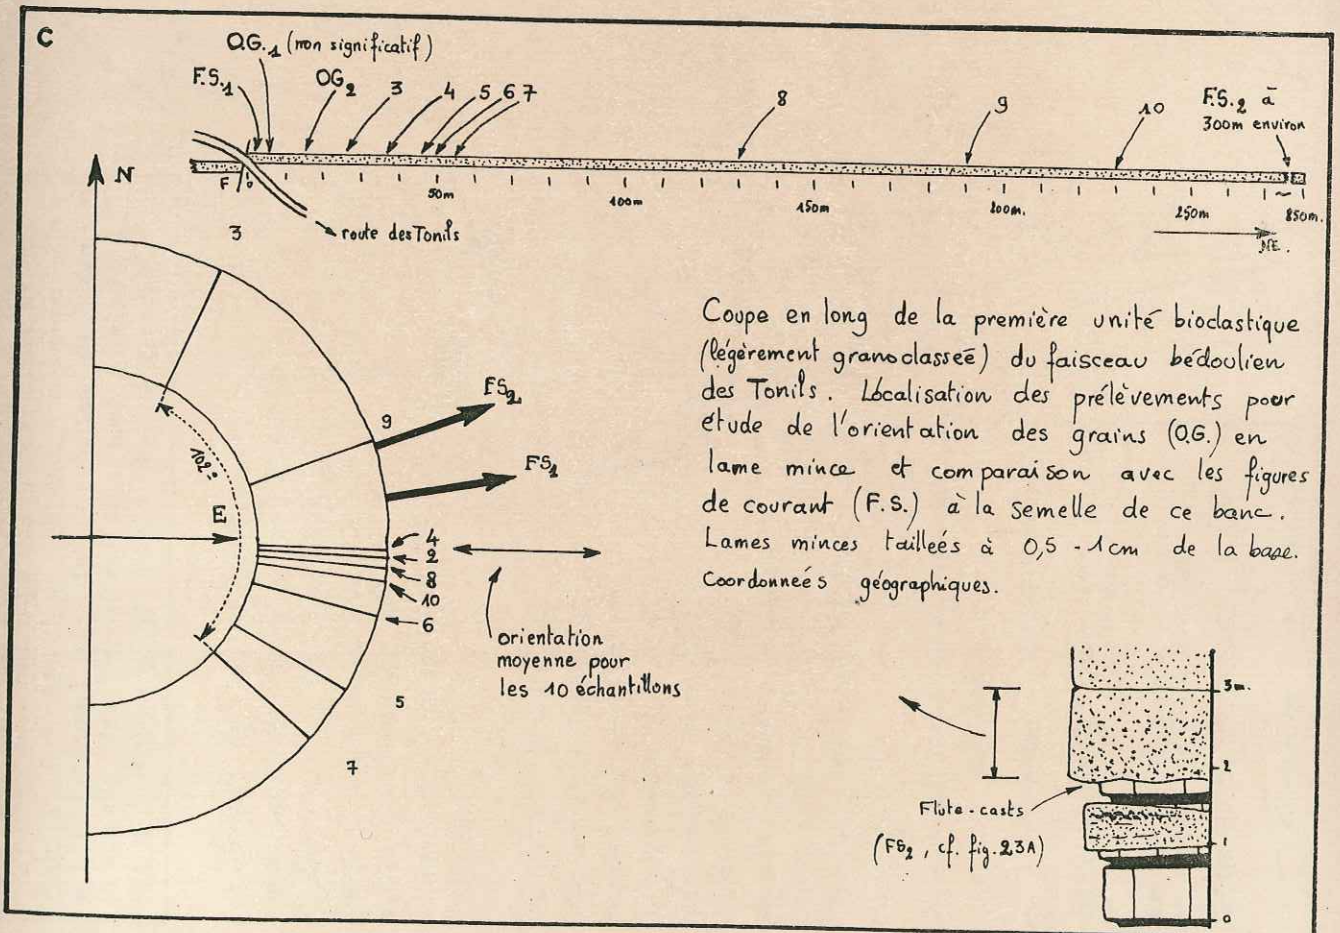 C
O.G.1 (non significatif)
F.S.1
OG2
3
4
5
6
7
8
9
10
F.S.2 à
300m environ
F
0
50m
100m
150m
200m.
250m
850m.
NE.
route des Tonils
N
3
102°
E
9
FS2
FS1
4
2
8
10
6
5
7
orientation
moyenne pour
les 10 échantillons
Coupe en long de la première unité bioclastique
(légèrement granoclasseé) du faisceau bédoulien
des Tonils. Localisation des prélèvements pour
étude de l'orientation des grains (O.G.) en
lame mince et comparaison avec les figures
de courant (F.S.) à la semelle de ce banc.
Lames minces tailleés à 0,5 - 1cm de la base.
Coordonneés géographiques.
3m.
2
1
0
Flute-casts
(FS2, cf. fig. 23A)